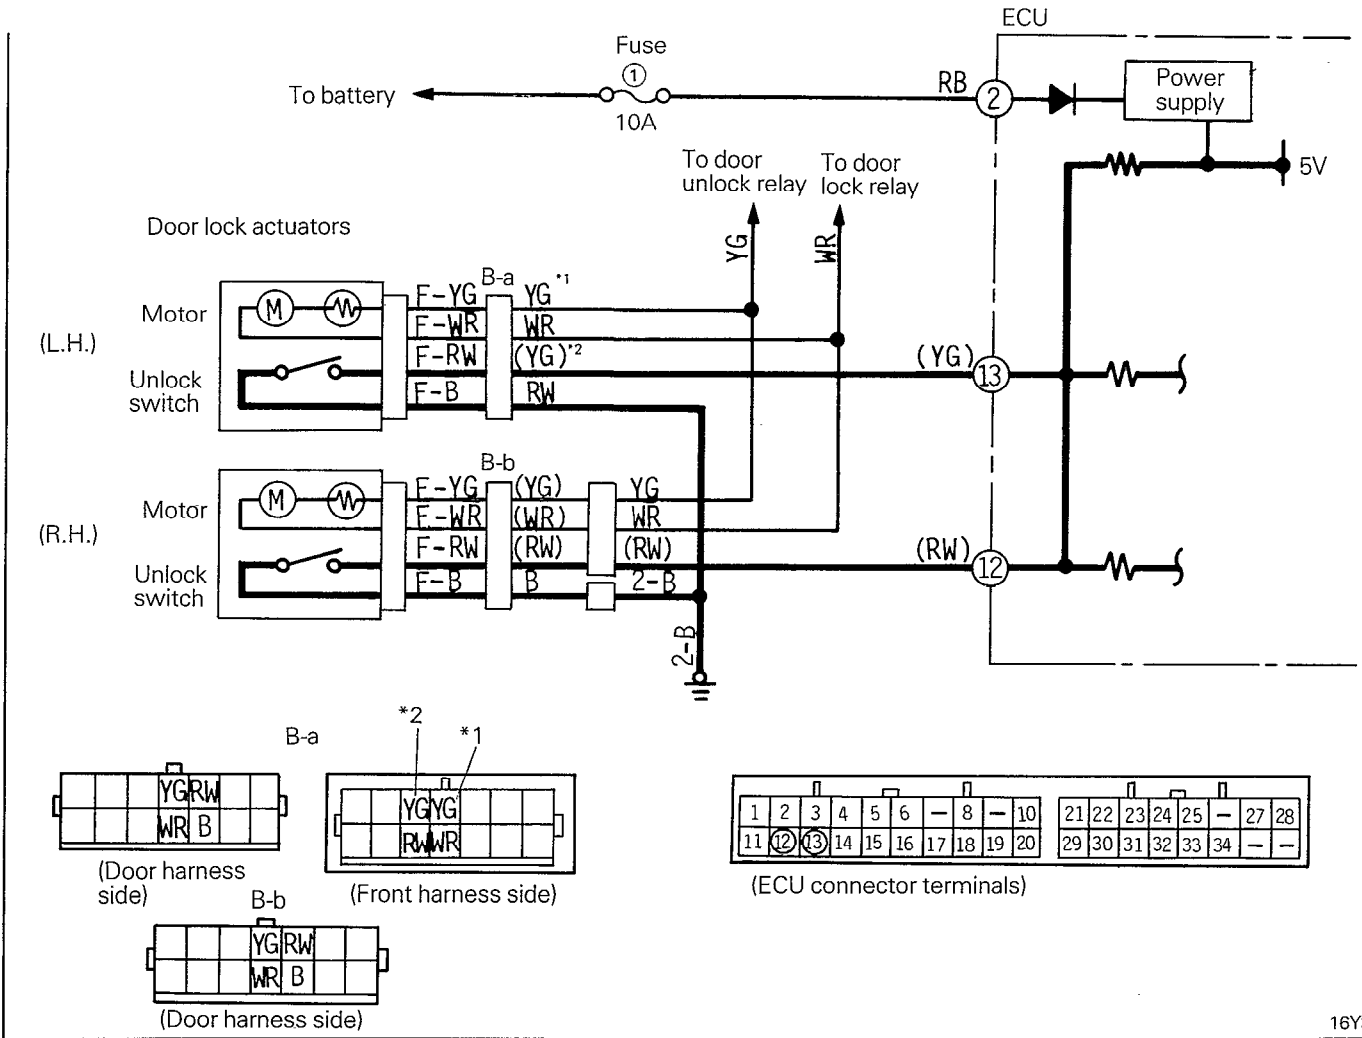 ECU
Fuse
①
10A
To battery
RB
2
Power
supply
5V
To door
unlock relay
To door
lock relay
YG
WR
Door lock actuators
(L.H.)
Motor
M
Unlock
switch
B-a
F-YG YG *1
F-WR WR
F-RW (YG)*2
F-B RW
(YG)
13
(R.H.)
Motor
M
Unlock
switch
B-b
F-YG (YG) YG
F-WR (WR) WR
F-RW (RW) (RW)
F-B B 2-B
(RW)
12
2-B
B-a
YG RW
WR B
(Door harness
side)
*2
*1
YG YG
RW WR
(Front harness side)
B-b
YG RW
WR B
(Door harness side)
1 2 3 4 5 6 — 8 — 10
11 12 13 14 15 16 17 18 19 20
21 22 23 24 25 — 27 28
29 30 31 32 33 34 — —
(ECU connector terminals)